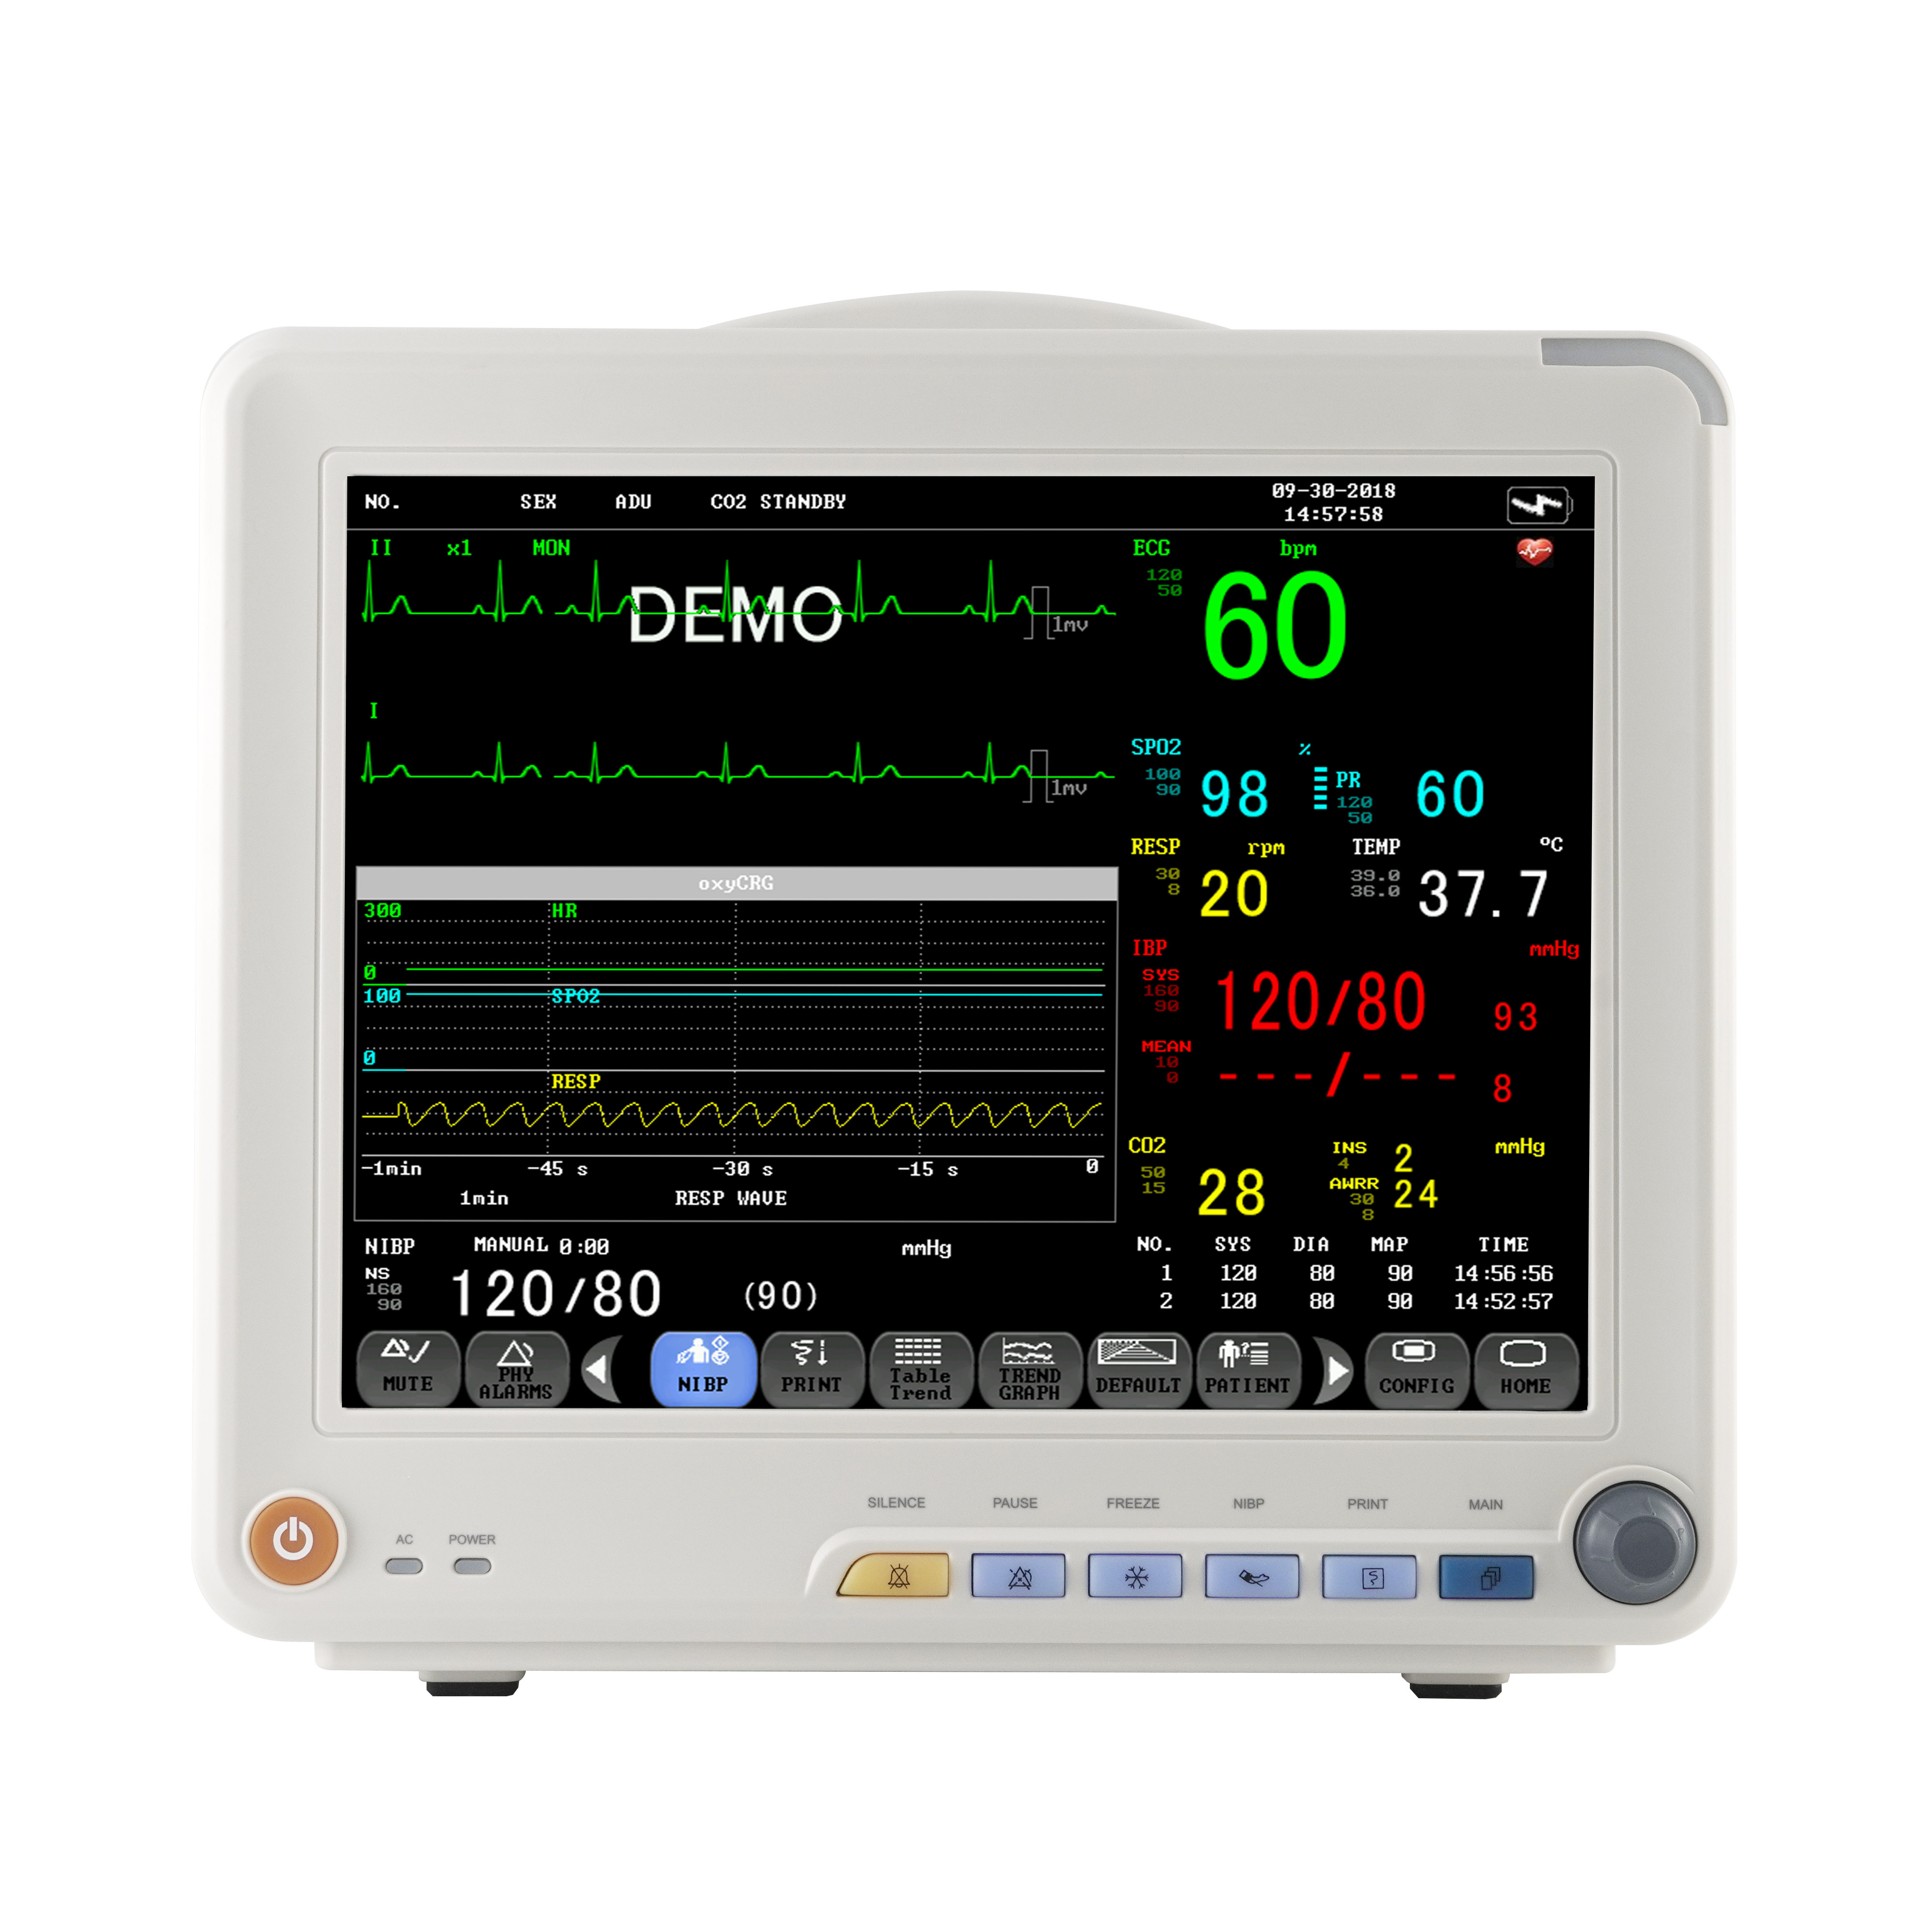 NO. SEX ADU CO2 STANDBY 09-30-2018
14:57:58
II x1 MON
DEMO
1mv
I
1mv
ECG bpm
120
50
60
SPO2 %
100
90
98
PR
120
50
60
RESP rpm
30
8
20
TEMP °C
39.0
36.0
37.7
IBP mmHg
SYS
160
90
120/80 93
MEAN
10
0
---/--- 8
CO2 mmHg
50
15
28
INS
4
2
AWRR
30
8
24
oxyCRG
300 HR
0
100 SPO2
0
RESP
-1min -45 s -30 s -15 s 0
1min RESP WAVE
NIBP MANUAL 0:00 mmHg
NS
160
90
120/80 (90)
NO. SYS DIA MAP TIME
1 120 80 90 14:56:56
2 120 80 90 14:52:57
MUTE
PHY
ALARMS
NIBP
PRINT
Table
Trend
TREND
GRAPH
DEFAULT
PATIENT
CONFIG
HOME
SILENCE PAUSE FREEZE NIBP PRINT MAIN
AC POWER